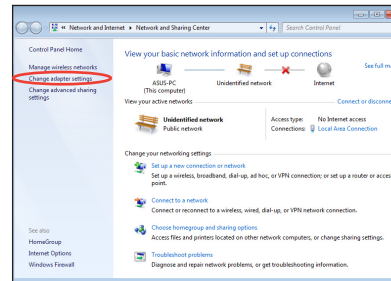 « Network and Internet ▸ Network and Sharing Center
Search Control Panel
Control Panel Home
Manage wireless networks
Change adapter settings
Change advanced sharing
settings
See also
HomeGroup
Internet Options
Windows Firewall
View your basic network information and set up connections
See full m
ASUS-PC
(This computer)
Unidentified network
Internet
View your active networks
Connect or disconne
Unidentified network
Public network
Access type: No Internet access
Connections: Local Area Connection
Change your networking settings
Set up a new connection or network
Set up a wireless, broadband, dial-up, ad hoc, or VPN connection; or set up a router or acces
point.
Connect to a network
Connect or reconnect to a wireless, wired, dial-up, or VPN network connection.
Choose homegroup and sharing options
Access files and printers located on other network computers, or change sharing settings.
Troubleshoot problems
Diagnose and repair network problems, or get troubleshooting information.